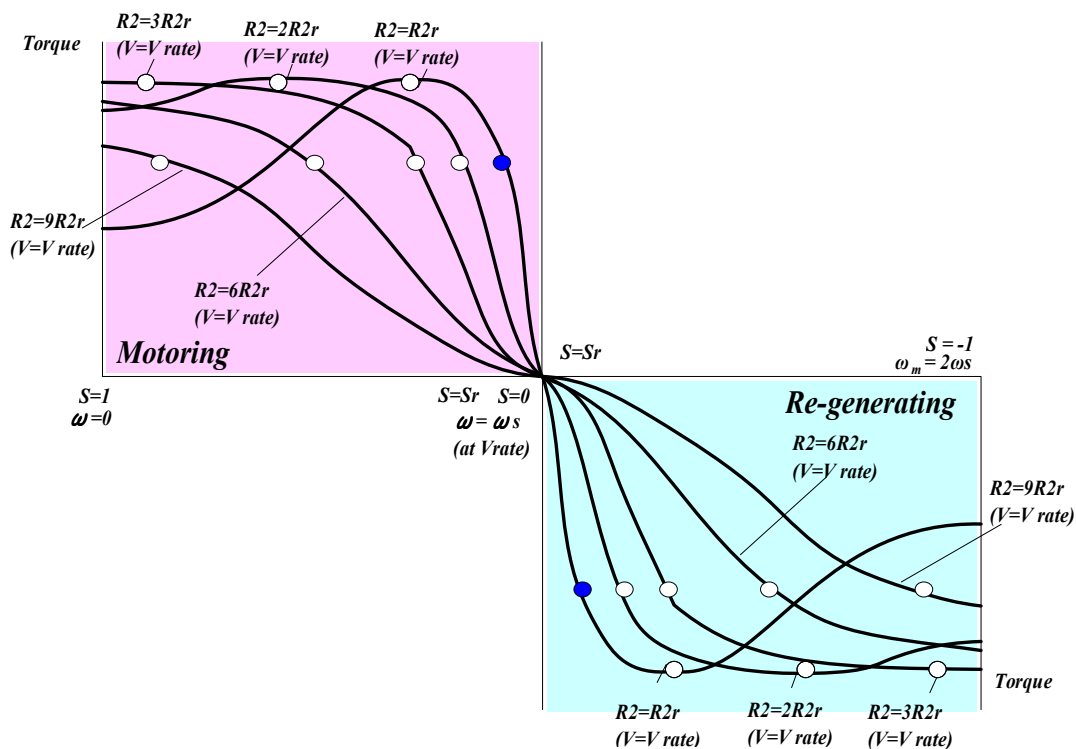 R2=3R2r
(V=V rate)
R2=2R2r
(V=V rate)
R2=R2r
(V=V rate)
Torque
R2=9R2r
(V=V rate)
R2=6R2r
(V=V rate)
Motoring
S=1
ω=0
S=Sr
S=0
ω = ω s
(at Vrate)
S=Sr
S = -1
ω m = 2ωs
Re-generating
R2=6R2r
(V=V rate)
R2=9R2r
(V=V rate)
Torque
R2=R2r
(V=V rate)
R2=2R2r
(V=V rate)
R2=3R2r
(V=V rate)